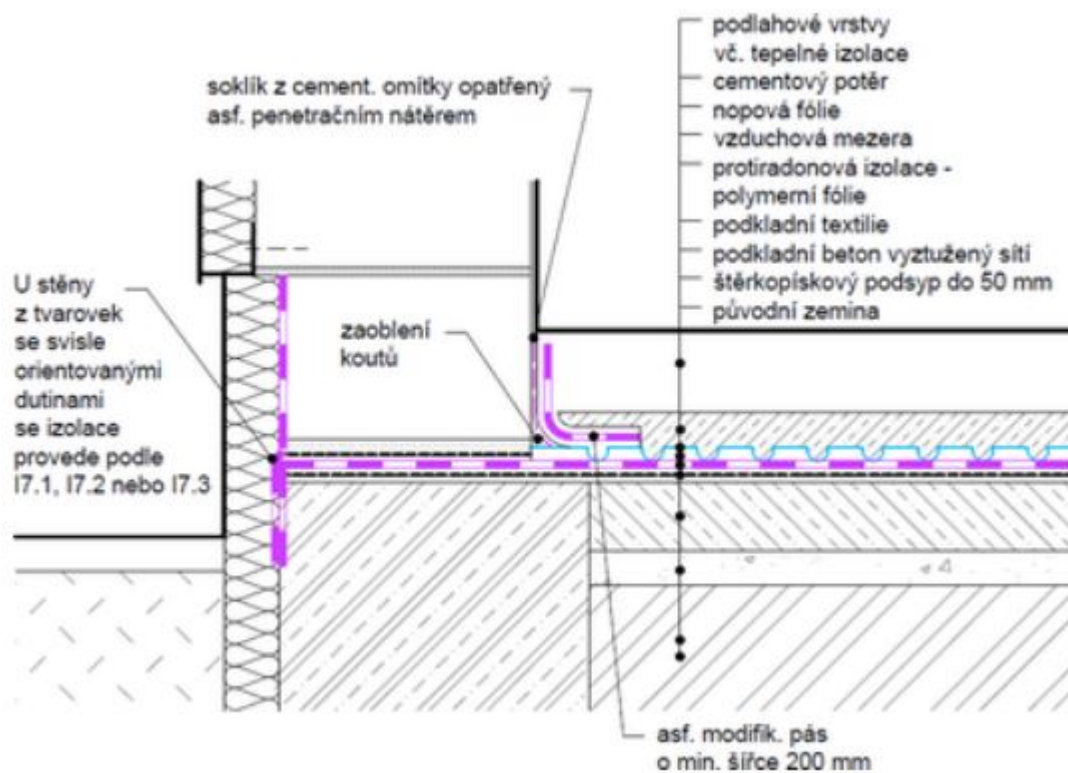 podlahové vrstvy
vč. tepelné izolace
cementový potěr
nopová fólie
vzduchová mezera
protiradonová izolace -
polymerní fólie
podkladní textilie
podkladní beton vyztužený sítí
štěrkopískový podsyp do 50 mm
původní zemina
soklík z cement. omítky opatřený
asf. penetračním nátěrem
U stěny
z tvarovek
se svisle
orientovanými
dutinami
se izolace
provede podle
I7.1, I7.2 nebo I7.3
zaoblení
koutů
asf. modifik. pás
o min. šířce 200 mm